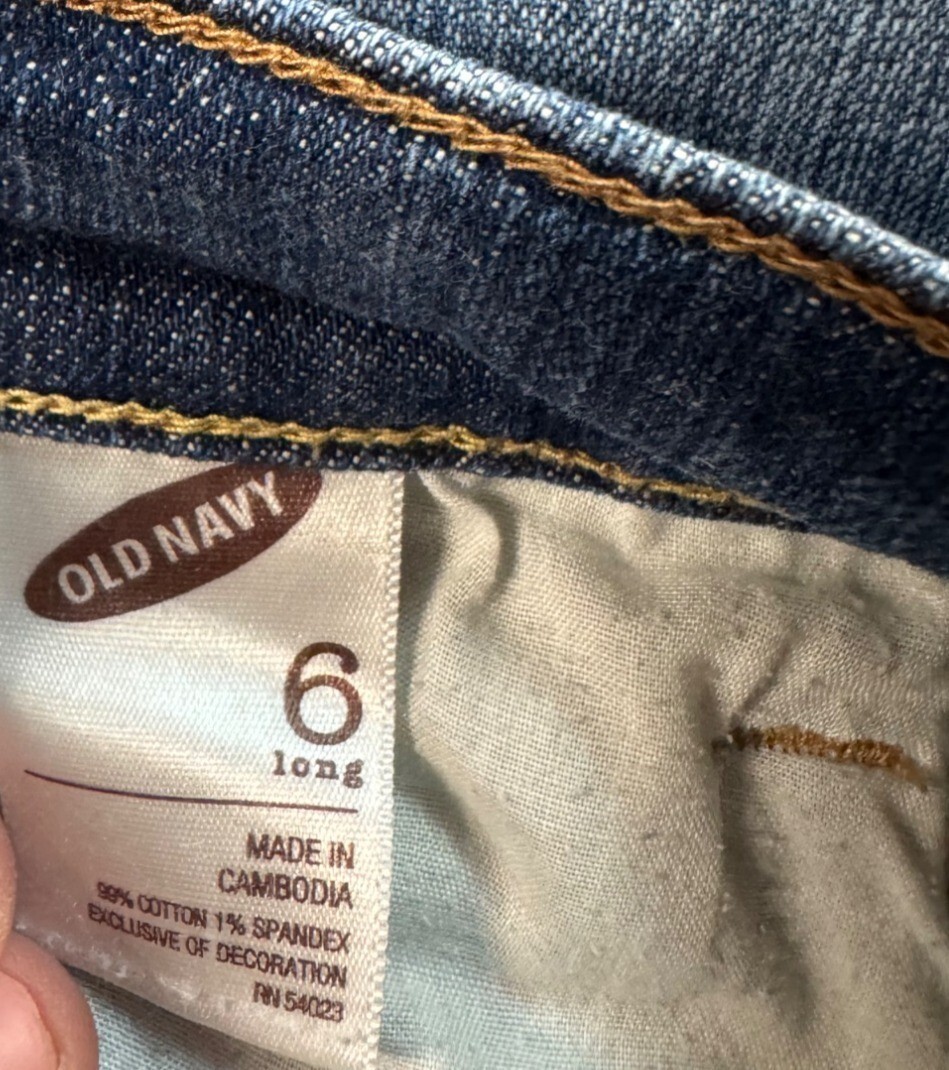 OLD NAVY
6
long
MADE IN
CAMBODIA
99% COTTON 1% SPANDEX
EXCLUSIVE OF DECORATION
RN 54023